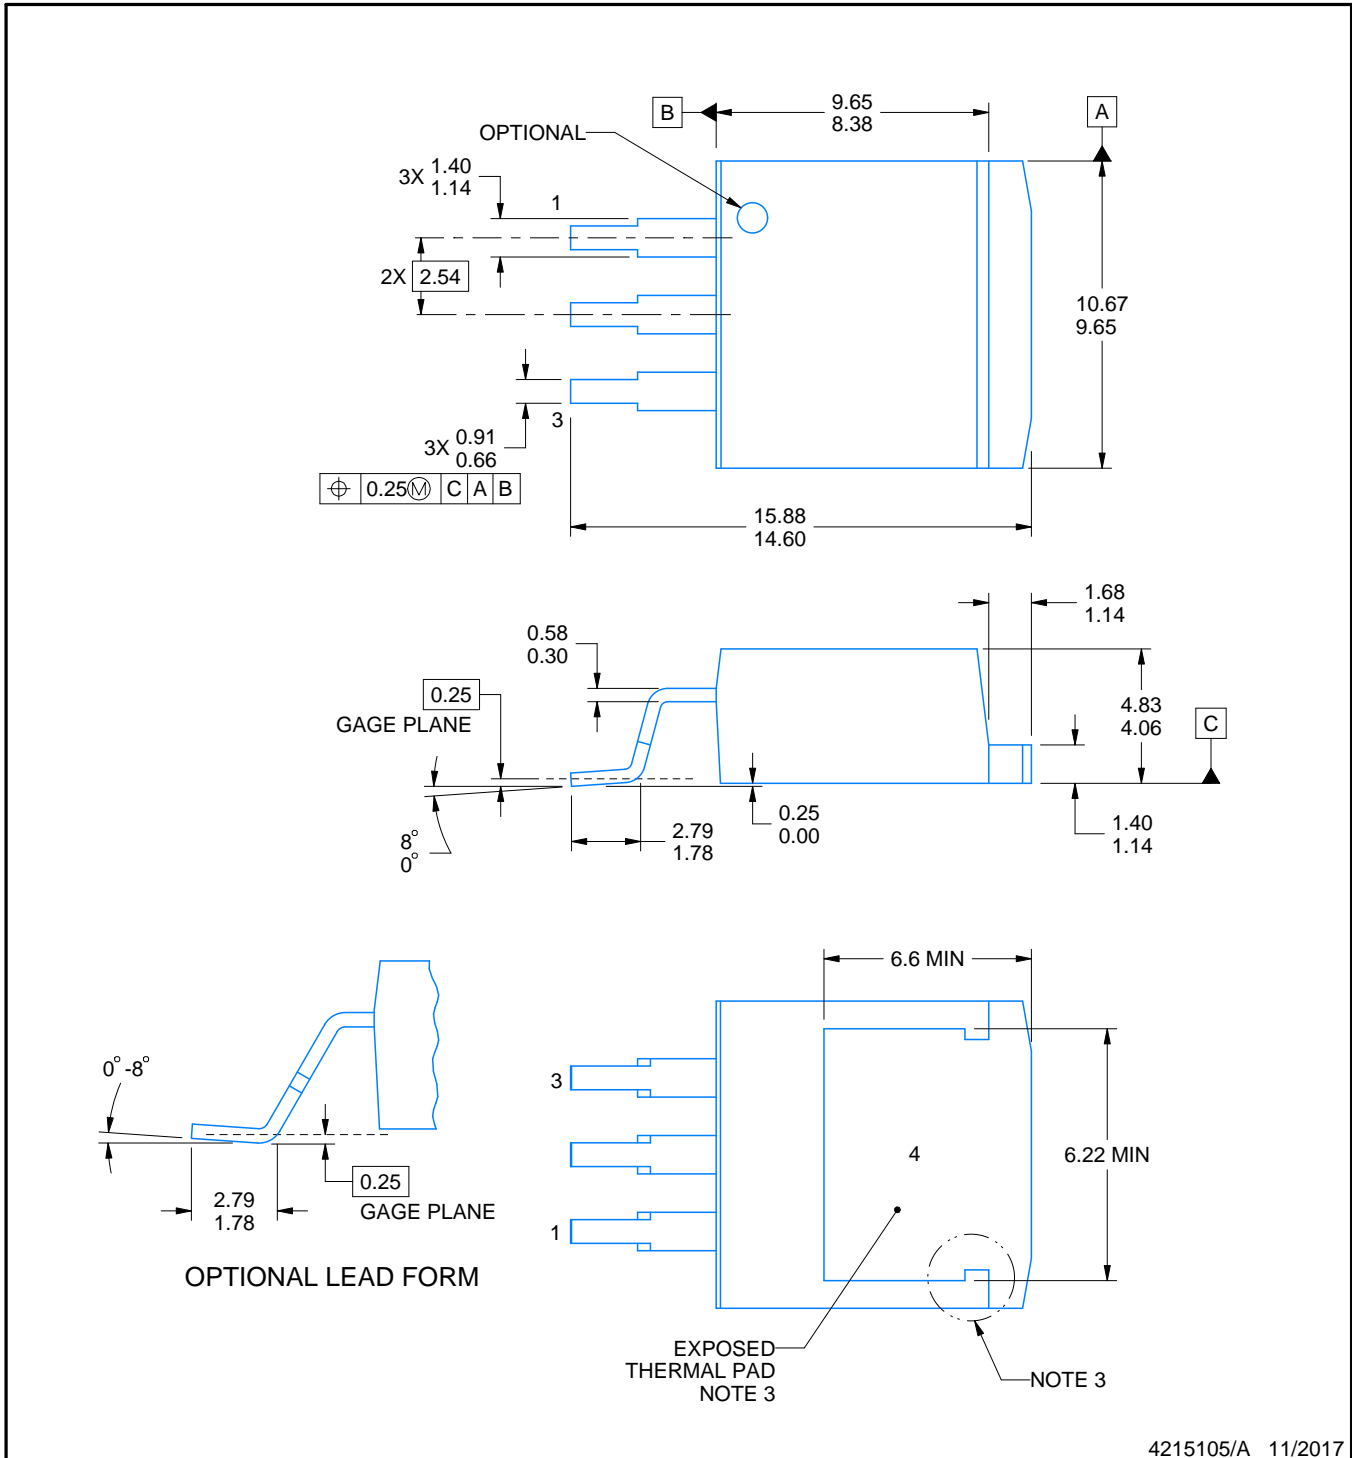 B
9.65
8.38
A
OPTIONAL
3X 1.40
1.14
1
2X 2.54
10.67
9.65
3
3X 0.91
0.66
⌖ 0.25Ⓜ C A B
15.88
14.60
1.68
1.14
0.58
0.30
0.25
GAGE PLANE
4.83
4.06
C
8°
0°
2.79
1.78
0.25
0.00
1.40
1.14
6.6 MIN
0°-8°
3
4
6.22 MIN
0.25
GAGE PLANE
2.79
1.78
1
OPTIONAL LEAD FORM
EXPOSED
THERMAL PAD
NOTE 3
NOTE 3
4215105/A 11/2017